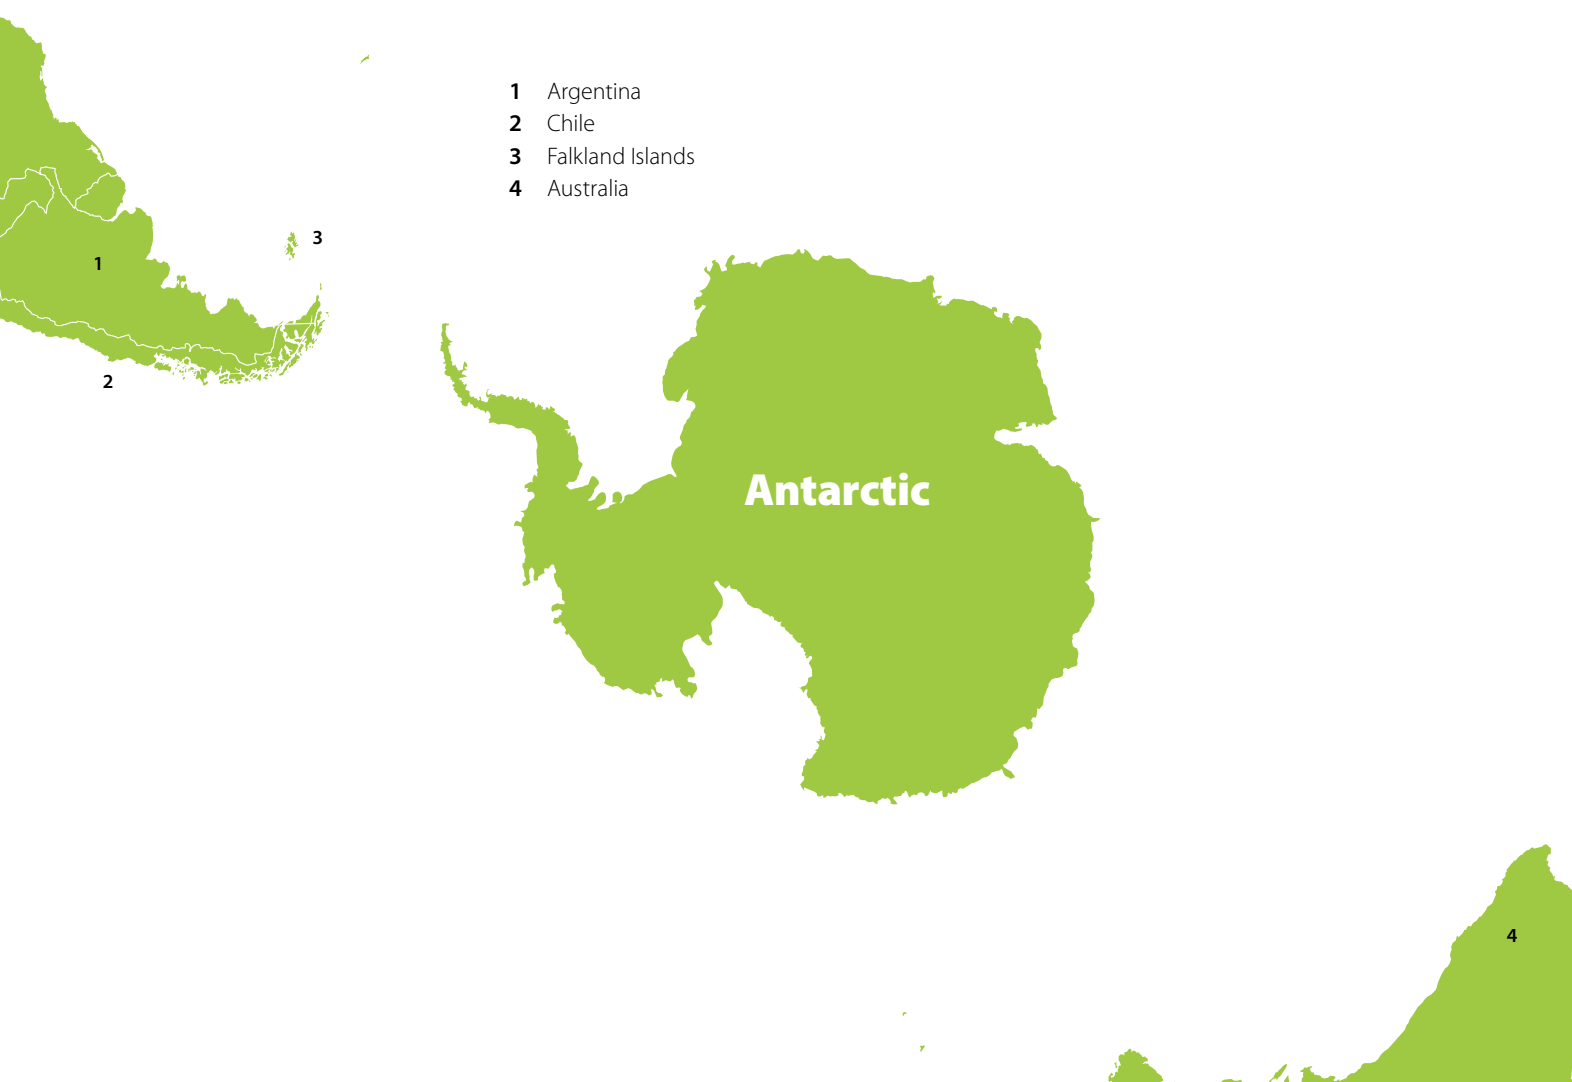 1 Argentina
2 Chile
3 Falkland Islands
4 Australia
3
1
2
Antarctic
4